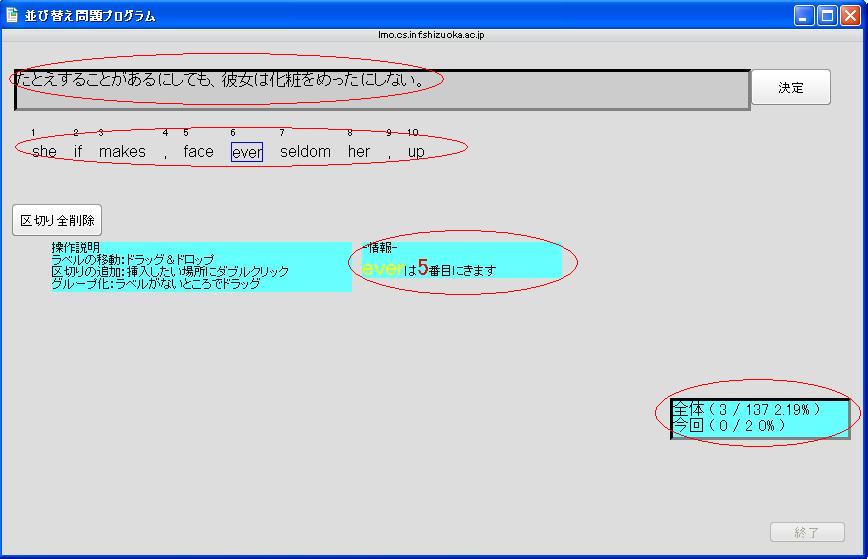 並び替え問題プログラム
lmo.cs.inf.shizuoka.ac.jp
たとえすることがあるにしても、彼女は化粧をめったにしない。
決定
1 2 3 4 5 6 7 8 9 10
she if makes , face ever seldom her , up
区切り全削除
操作説明
ラベルの移動:ドラッグ＆ドロップ
区切りの追加:挿入したい場所にダブルクリック
グループ化:ラベルがないところでドラッグ
-情報-
everは5番目にきます
全体 ( 3 / 137 2.19% )
今回 ( 0 / 2 0% )
終了